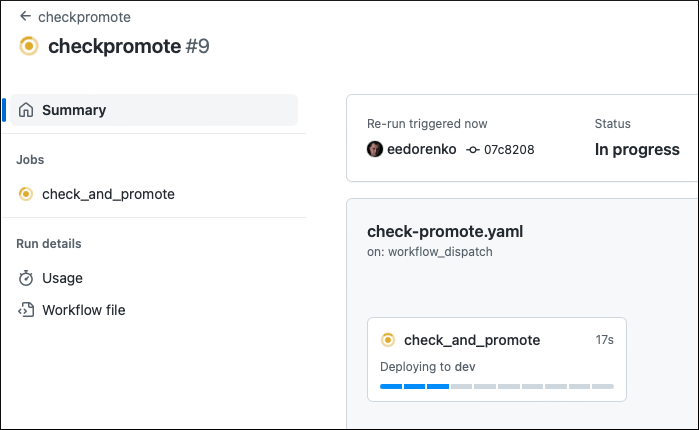 checkpromote
checkpromote #9
Summary
Jobs
check_and_promote
Run details
Usage
Workflow file
Re-run triggered now
eedorenko 07c8208
Status
In progress
check-promote.yaml
on: workflow_dispatch
check_and_promote 17s
Deploying to dev